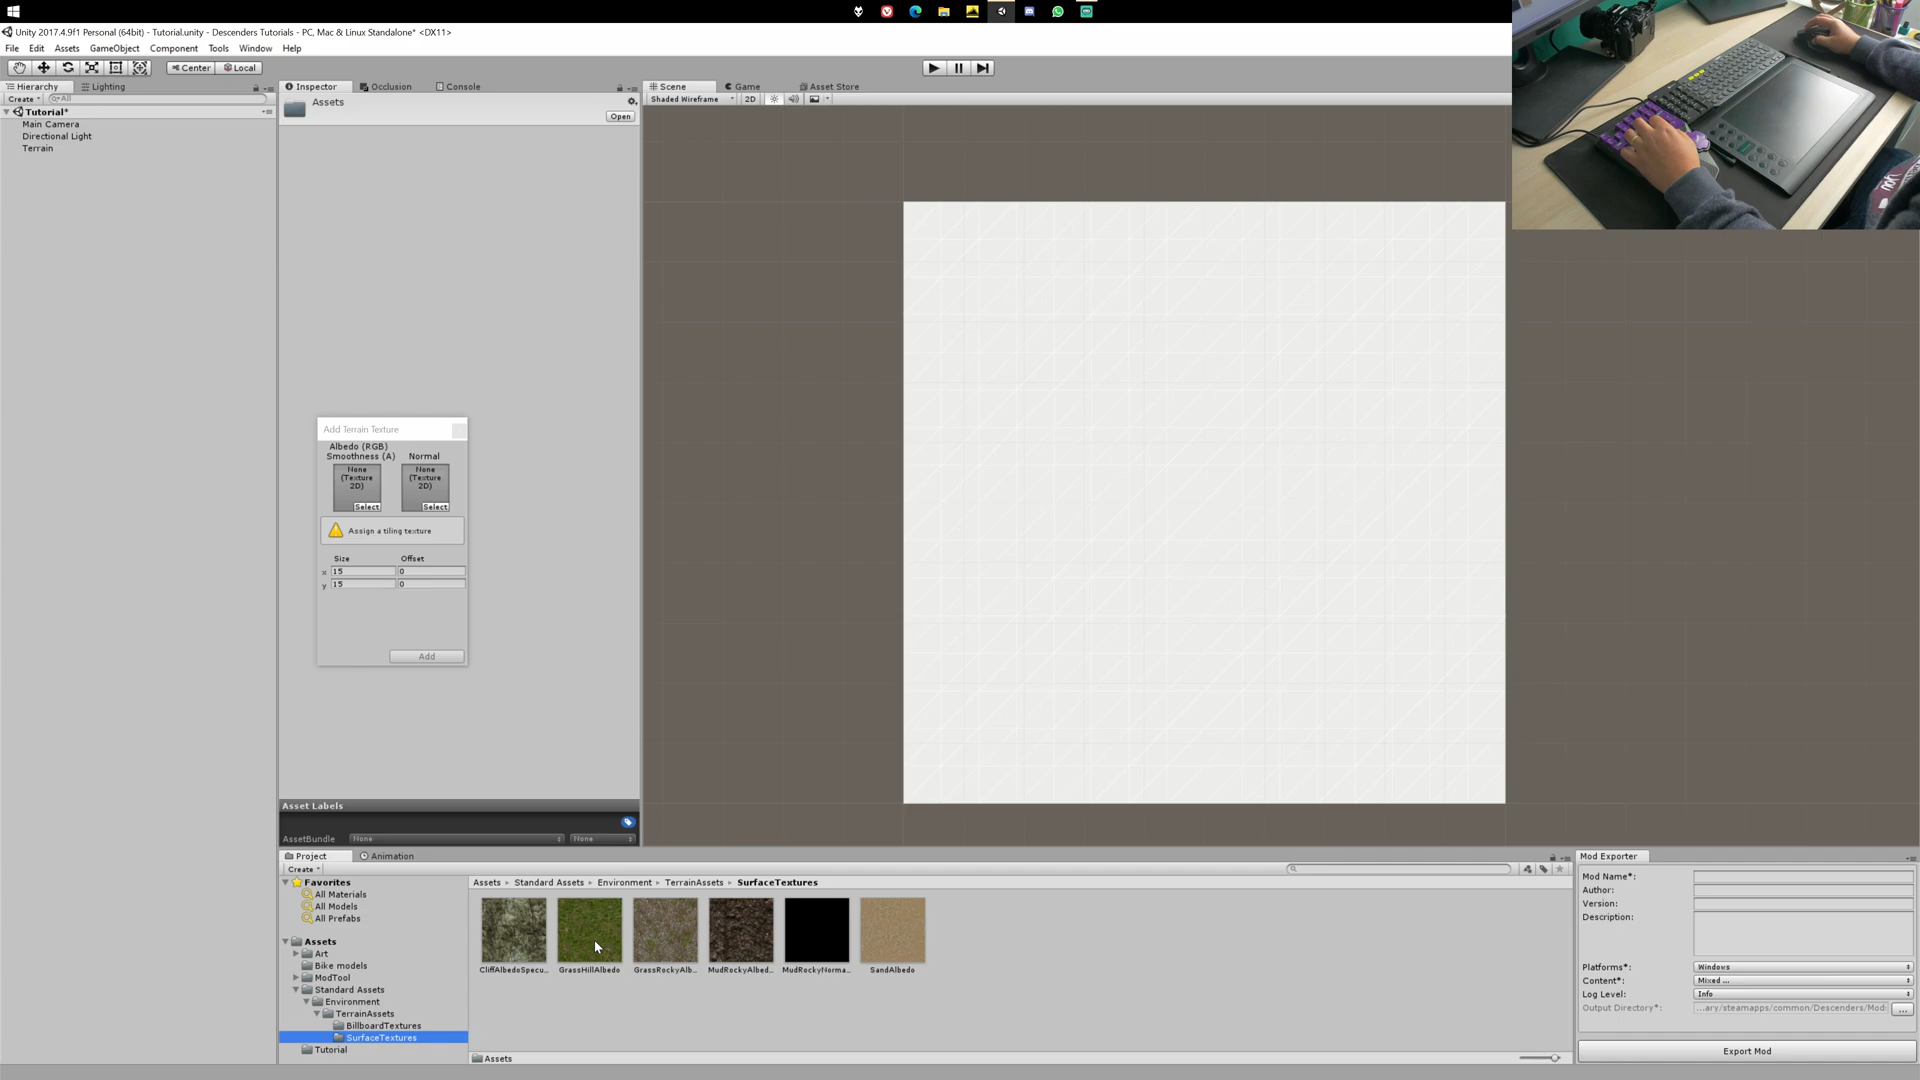 Unity 2017.4.9f1 Personal (64bit) - Tutorial.unity - Descenders Tutorials - PC, Mac & Linux Standalone* <DX11>
File Edit Assets GameObject Component Tools Window Help
Center Local
Hierarchy Lighting
Create All
Tutorial*
Main Camera
Directional Light
Terrain
Inspector Occlusion Console
Assets
Open
Scene Game Asset Store
Shaded Wireframe 2D
Add Terrain Texture
Albedo (RGB)
Smoothness (A) Normal
None
(Texture
2D)
Select
None
(Texture
2D)
Select
Assign a tiling texture
Size Offset
x 15 0
y 15 0
Add
Asset Labels
AssetBundle None None
Project Animation
Create
Favorites
All Materials
All Models
All Prefabs
Assets
Art
Bike models
ModTool
Standard Assets
Environment
TerrainAssets
BillboardTextures
SurfaceTextures
Tutorial
Assets Standard Assets Environment TerrainAssets SurfaceTextures
CliffAlbedoSpecu... GrassHillAlbedo GrassRockyAlb... MudRockyAlbed... MudRockyNorma... SandAlbedo
Assets
Mod Exporter
Mod Name*:
Author:
Version:
Description:
Platforms*: Windows
Content*: Mixed ...
Log Level: Info
Output Directory*: ...ary/steamapps/common/Descenders/Mod: ...
Export Mod
you